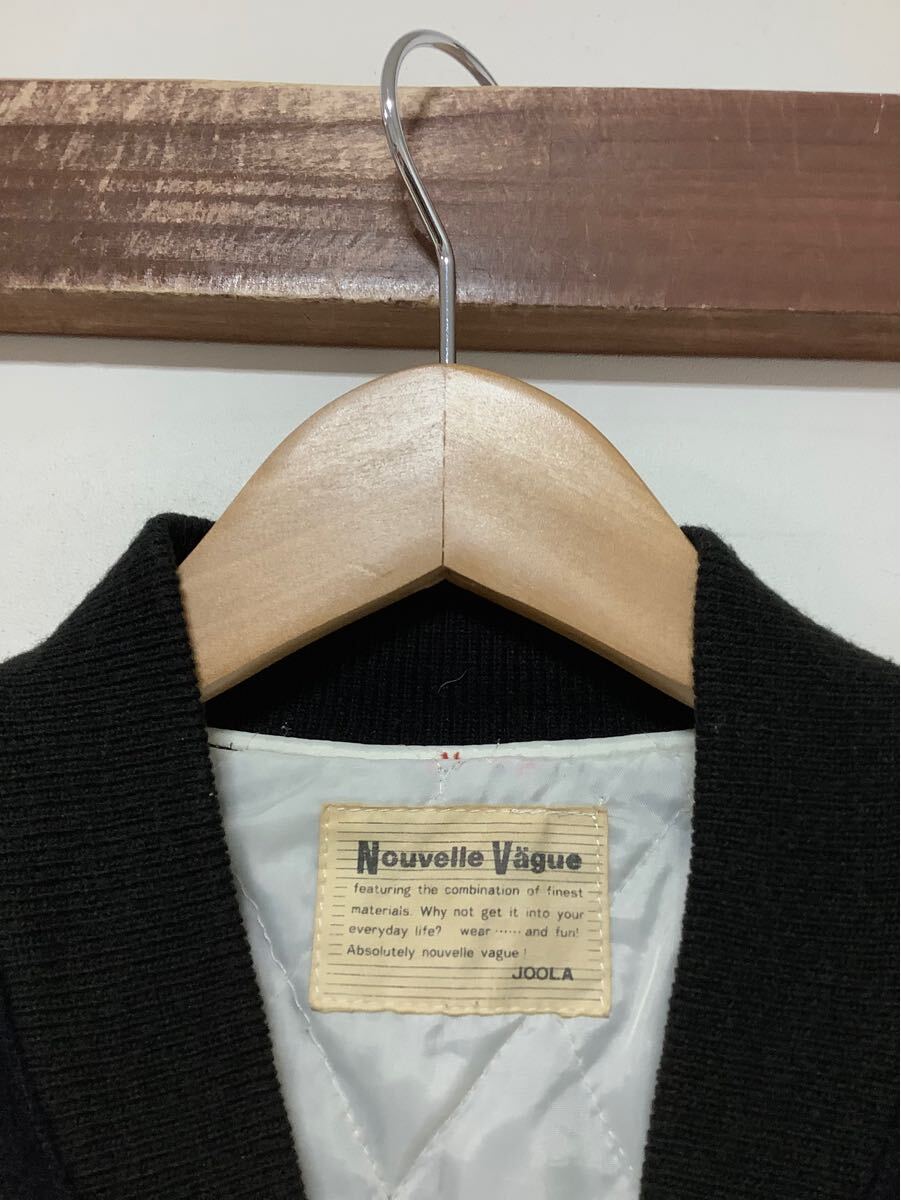 Nouvelle Vägue
featuring the combination of finest
materials. Why not get it into your
everyday life? wear ······ and fun!
Absolutely nouvelle vague!
JOOLA